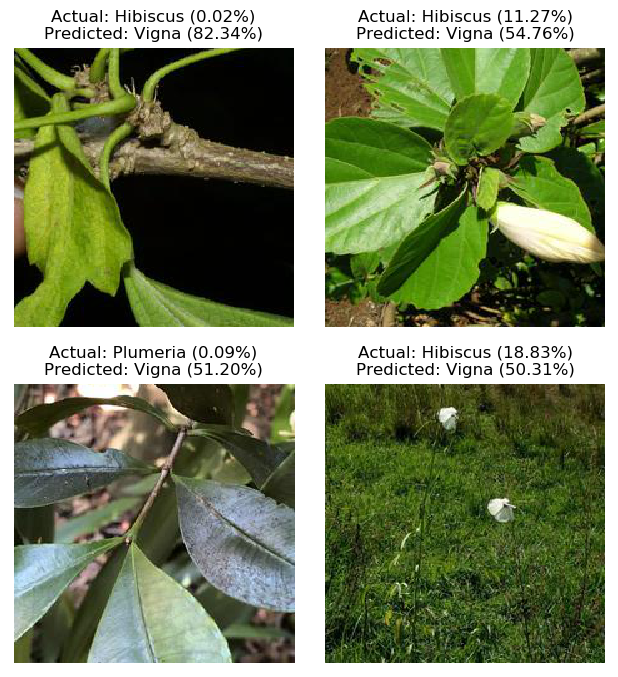 Actual: Hibiscus (0.02%)
Predicted: Vigna (82.34%)
Actual: Hibiscus (11.27%)
Predicted: Vigna (54.76%)
Actual: Plumeria (0.09%)
Predicted: Vigna (51.20%)
Actual: Hibiscus (18.83%)
Predicted: Vigna (50.31%)